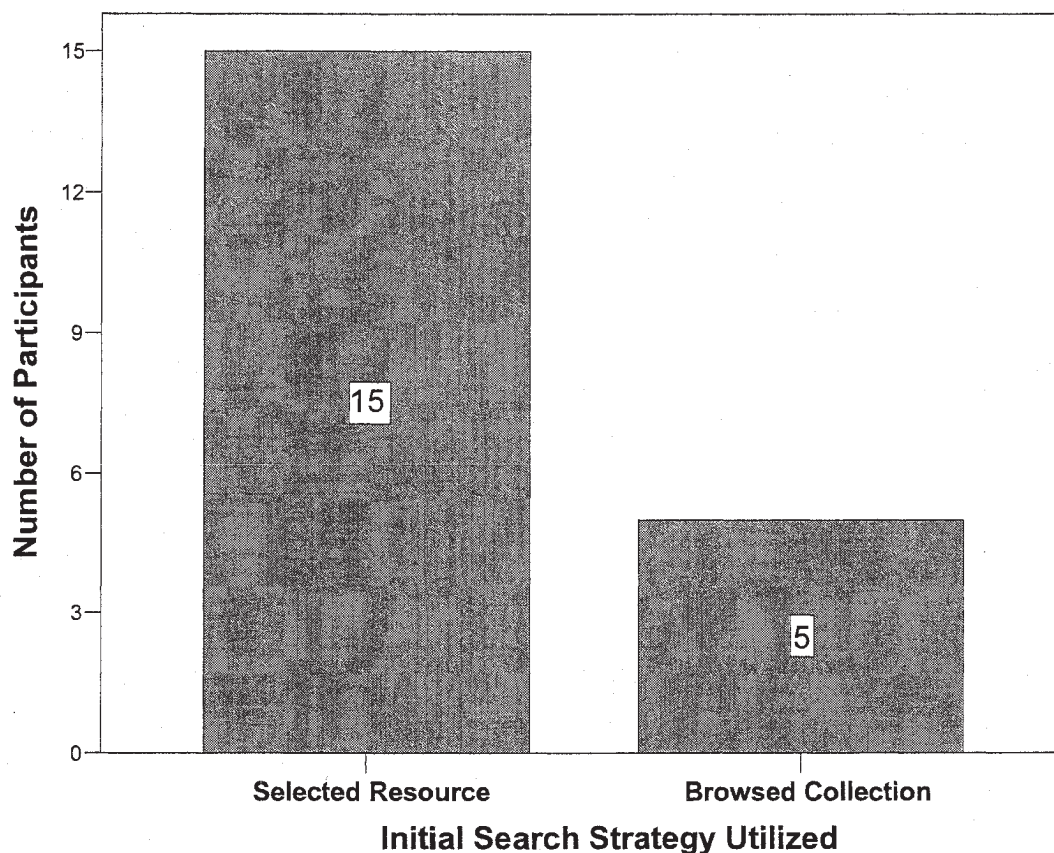 Number of Participants
15
12
9
6
3
0
15
5
Selected Resource
Browsed Collection
Initial Search Strategy Utilized